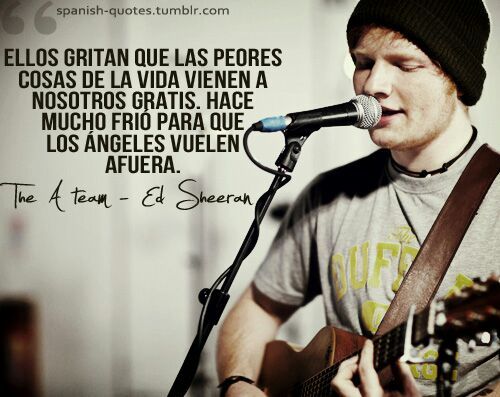 spanish-quotes.tumblr.com
ELLOS GRITAN QUE LAS PEORES
COSAS DE LA VIDA VIENEN A
NOSOTROS GRATIS. HACE
MUCHO FRIÓ PARA QUE
LOS ÁNGELES VUELEN
AFUERA.
The A team - Ed Sheeran